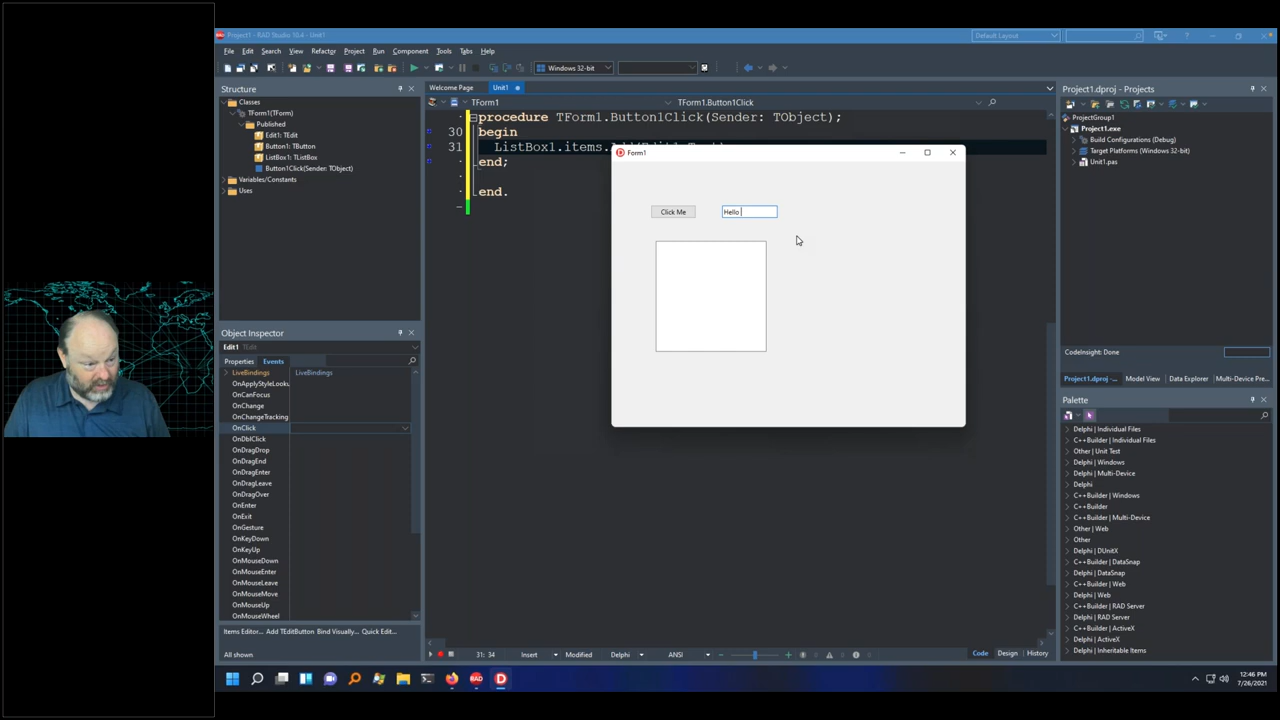 Project1 - RAD Studio 10.4 - Unit1
Default Layout
File Edit Search View Refactor Project Run Component Tools Tabs Help
Windows 32-bit
Structure
Classes
TForm1(TForm)
Published
Edit1: TEdit
Button1: TButton
ListBox1: TListBox
Button1Click(Sender: TObject)
Variables/Constants
Uses
Object Inspector
Edit1 TEdit
Properties Events
LiveBindings LiveBindings
OnApplyStyleLooku
OnCanFocus
OnChange
OnChangeTracking
OnClick
OnDblClick
OnDragDrop
OnDragEnd
OnDragEnter
OnDragLeave
OnDragOver
OnEnter
OnExit
OnGesture
OnKeyDown
OnKeyUp
OnMouseDown
OnMouseEnter
OnMouseLeave
OnMouseMove
OnMouseUp
OnMouseWheel
Items Editor... Add TEditButton Bind Visually... Quick Edit...
All shown
Welcome Page Unit1
TForm1 TForm1.Button1Click
procedure TForm1.Button1Click(Sender: TObject);
30 begin
31 ListBox1.items.
end;
end.
Form1
Click Me Hello
31: 34 Insert Modified Delphi ANSI Code Design History
Project1.dproj - Projects
ProjectGroup1
Project1.exe
Build Configurations (Debug)
Target Platforms (Windows 32-bit)
Unit1.pas
CodeInsight: Done
Project1.dproj -... Model View Data Explorer Multi-Device Pre...
Palette
Delphi | Individual Files
C++Builder | Individual Files
Other | Unit Test
Delphi | Windows
Delphi | Multi-Device
Delphi
C++Builder | Windows
C++Builder
C++Builder | Multi-Device
Other | Web
Other
Delphi | DUnitX
C++Builder | DataSnap
Delphi | DataSnap
C++Builder | Web
Delphi | Web
C++Builder | RAD Server
Delphi | RAD Server
C++Builder | ActiveX
Delphi | ActiveX
Delphi | Inheritable Items
12:46 PM
7/26/2021